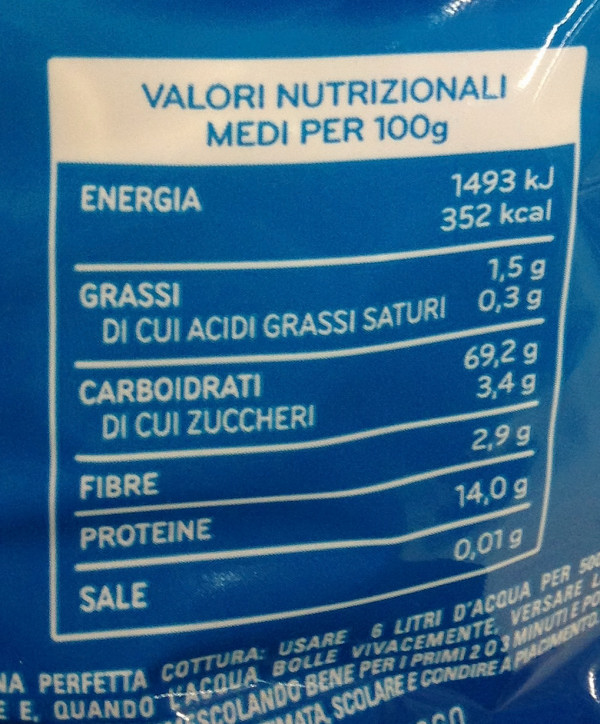 VALORI NUTRIZIONALI
MEDI PER 100g
ENERGIA 1493 kJ
352 kcal
GRASSI 1,5 g
DI CUI ACIDI GRASSI SATURI 0,3 g
CARBOIDRATI 69,2 g
DI CUI ZUCCHERI 3,4 g
FIBRE 2,9 g
PROTEINE 14,0 g
SALE 0,01 g
PERFETTA COTTURA: USARE 6 LITRI D'ACQUA PER
E, QUANDO L'ACQUA BOLLE VIVACEMENTE, VERSARE
BENE PER I PRIMI 2 O 3 MINUTI E
SCOLARE E CONDIRE A PIACIMENTO.